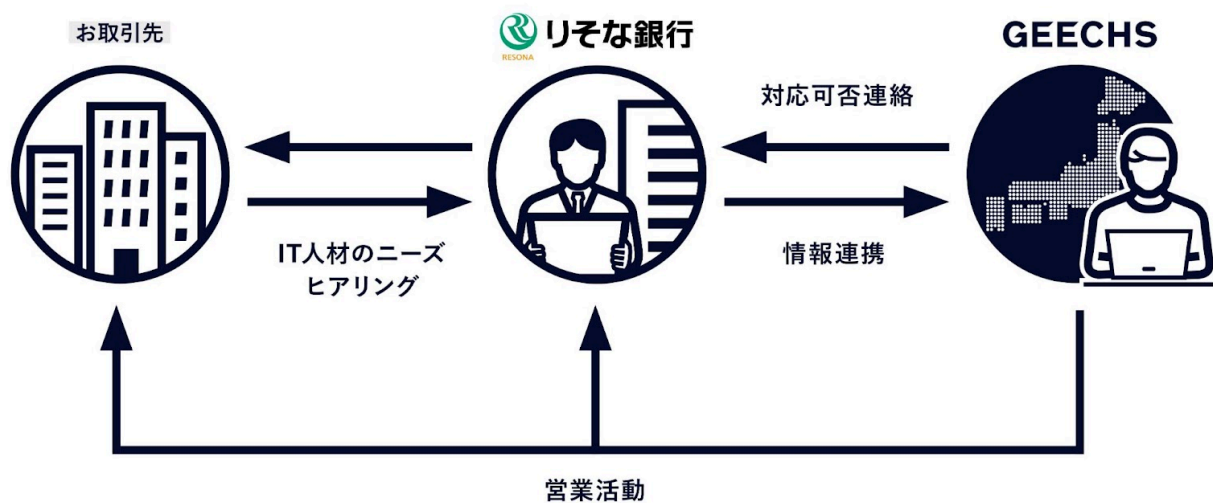 お取引先
りそな銀行
RESONA
GEECHS
対応可否連絡
IT人材のニーズ
ヒアリング
情報連携
営業活動